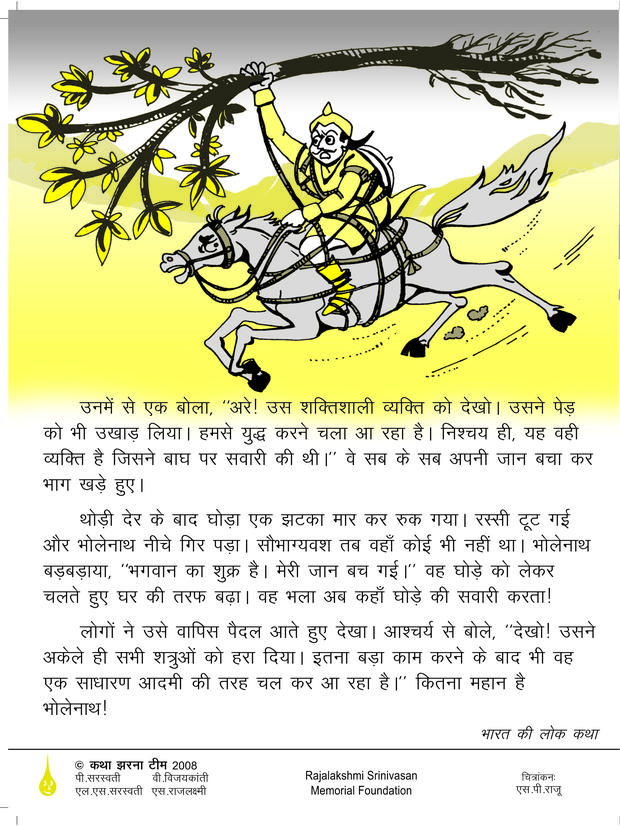 उनमें से एक बोला, ''अरे! उस शक्तिशाली व्यक्ति को देखो। उसने पेड़
को भी उखाड़ लिया। हमसे युद्ध करने चला आ रहा है। निश्चय ही, यह वही
व्यक्ति है जिसने बाघ पर सवारी की थी।'' वे सब के सब अपनी जान बचा कर
भाग खड़े हुए।
थोड़ी देर के बाद घोड़ा एक झटका मार कर रुक गया। रस्सी टूट गई
और भोलेनाथ नीचे गिर पड़ा। सौभाग्यवश तब वहाँ कोई भी नहीं था। भोलेनाथ
बड़बड़ाया, ''भगवान का शुक्र है। मेरी जान बच गई।'' वह घोड़े को लेकर
चलते हुए घर की तरफ बढ़ा। वह भला अब कहाँ घोड़े की सवारी करता!
लोगों ने उसे वापिस पैदल आते हुए देखा। आश्चर्य से बोले, ''देखो! उसने
अकेले ही सभी शत्रुओं को हरा दिया। इतना बड़ा काम करने के बाद भी वह
एक साधारण आदमी की तरह चल कर आ रहा है।'' कितना महान है
भोलेनाथ!
भारत की लोक कथा
© कथा झरना टीम 2008
पी.सरस्वती वी.विजयकांती
एल.एस.सरस्वती एस.राजलक्ष्मी
Rajalakshmi Srinivasan
Memorial Foundation
चित्रांकनः
एस.पी.राजू